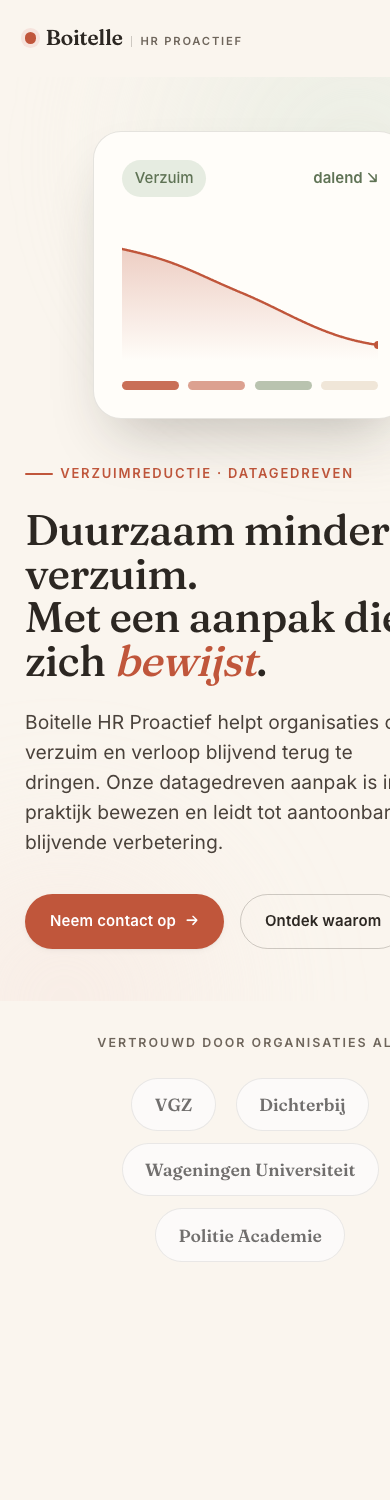 Boitelle | HR PROACTIEF
Verzuim
dalend ↘
VERZUIMREDUCTIE · DATAGEDREVEN
Duurzaam minder
verzuim.
Met een aanpak die
zich bewijst.
Boitelle HR Proactief helpt organisaties
verzuim en verloop blijvend terug te
dringen. Onze datagedreven aanpak is
praktijk bewezen en leidt tot aantoonbar
blijvende verbetering.
Neem contact op →
Ontdek waarom
VERTROUWD DOOR ORGANISATIES AL
VGZ
Dichterbij
Wageningen Universiteit
Politie Academie